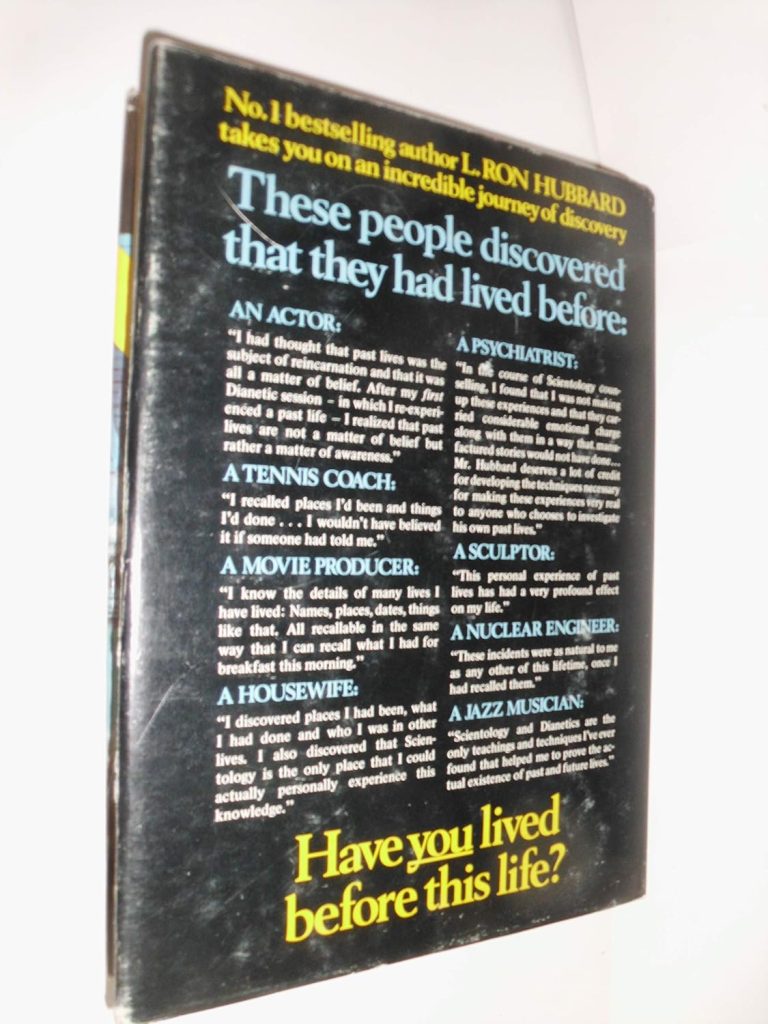 No. 1 bestselling author L. RON HUBBARD
takes you on an incredible journey of discovery
These people discovered
that they had lived before:
AN ACTOR:
“I had thought that past lives was the
subject of reincarnation and that it was
all a matter of belief. After my first
Dianetic session – in which I re-experi-
enced a past life – I realized that past
lives are not a matter of belief but
rather a matter of awareness.”
A TENNIS COACH:
“I recalled places I’d been and things
I’d done . . . I wouldn’t have believed
it if someone had told me.”
A MOVIE PRODUCER:
“I know the details of many lives I
have lived: Names, places, dates, things
like that. All recallable in the same
way that I can recall what I had for
breakfast this morning.”
A HOUSEWIFE:
“I discovered places I had been, what
I had done and who I was in other
lives. I also discovered that Scien-
tology is the only place that I could
actually personally experience this
knowledge.”
A PSYCHIATRIST:
“In the course of Scientology coun-
selling, I found that I was not making
up these experiences and that they car-
ried considerable emotional charge
along with them in a way that manu-
factured stories would not have done...
Mr. Hubbard deserves a lot of credit
for developing the techniques necessary
for making these experiences very real
to anyone who chooses to investigate
his own past lives.”
A SCULPTOR:
“This personal experience of past
lives has had a very profound effect
on my life.”
A NUCLEAR ENGINEER:
“These incidents were as natural to me
as any other of this lifetime, once I
had recalled them.”
A JAZZ MUSICIAN:
“Scientology and Dianetics are the
only teachings and techniques I’ve ever
found that helped me to prove the ac-
tual existence of past and future lives.”
Have you lived
before this life?